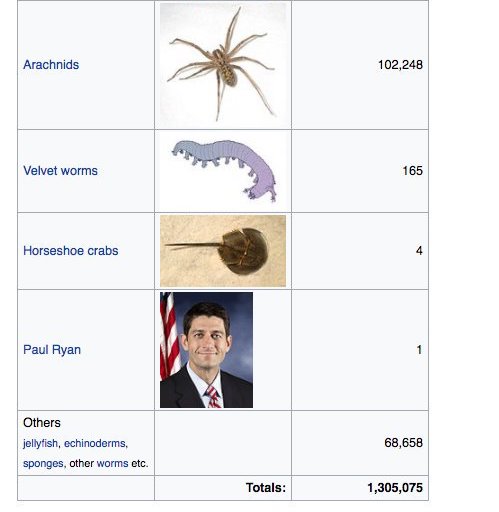 Arachnids 102,248
Velvet worms 165
Horseshoe crabs 4
Paul Ryan 1
Others
jellyfish, echinoderms, 68,658
sponges, other worms etc.
Totals: 1,305,075